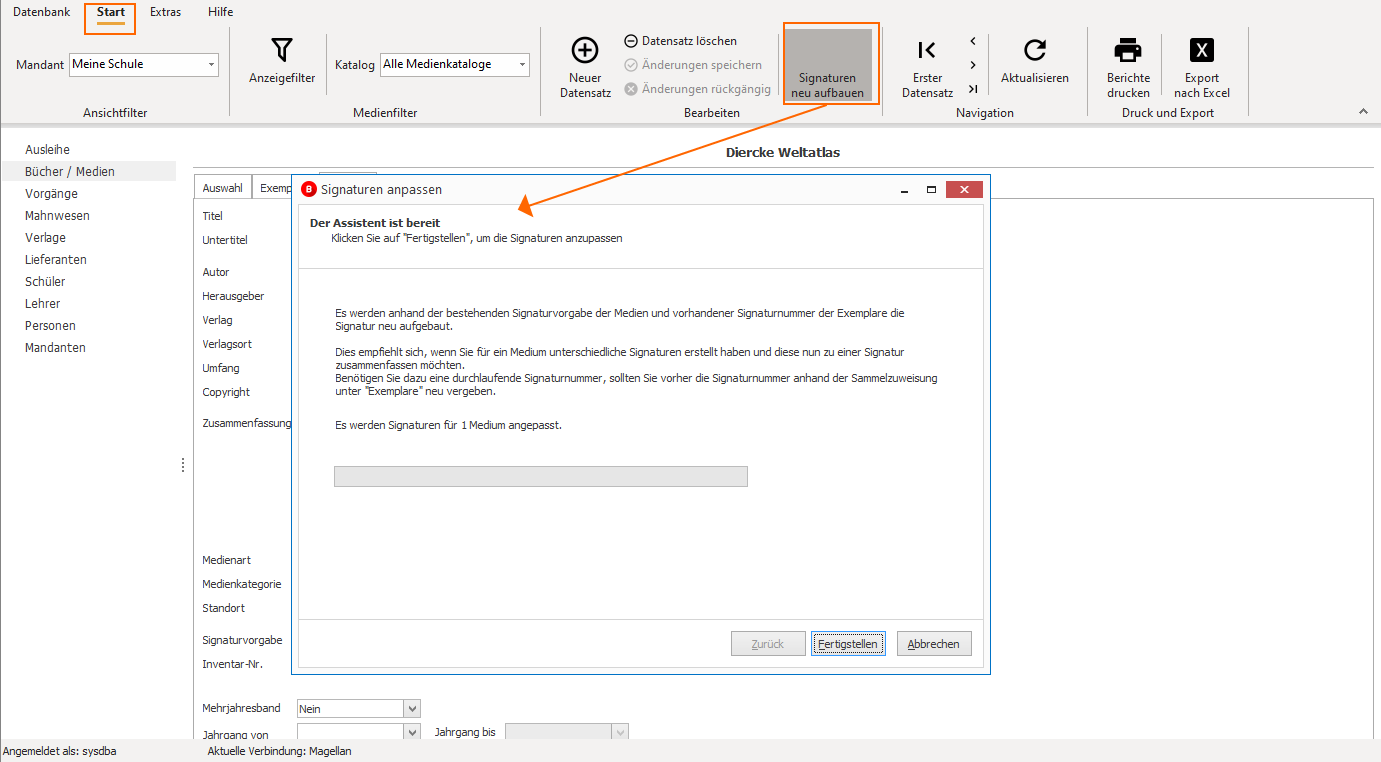 Datenbank Start Extras Hilfe
Mandant Meine Schule
Ansichtfilter
Anzeigefilter
Katalog Alle Medienkataloge
Medienfilter
Neuer
Datensatz
Datensatz löschen
Änderungen speichern
Änderungen rückgängig
Bearbeiten
Signaturen
neu aufbauen
Erster
Datensatz
Navigation
Aktualisieren
Berichte
drucken
X
Export
nach Excel
Druck und Export
Ausleihe
Bücher / Medien
Vorgänge
Mahnwesen
Verlage
Lieferanten
Schüler
Lehrer
Personen
Mandanten
Diercke Weltatlas
Auswahl Exemp
Titel
Untertitel
Autor
Herausgeber
Verlag
Verlagsort
Umfang
Copyright
Zusammenfassung
Medienart
Medienkategorie
Standort
Signaturvorgabe
Inventar-Nr.
Mehrjahresband Nein
Jahrgang von Jahrgang bis
B Signaturen anpassen
Der Assistent ist bereit
Klicken Sie auf "Fertigstellen", um die Signaturen anzupassen
Es werden anhand der bestehenden Signaturvorgabe der Medien und vorhandener Signaturnummer der Exemplare die
Signatur neu aufgebaut.
Dies empfiehlt sich, wenn Sie für ein Medium unterschiedliche Signaturen erstellt haben und diese nun zu einer Signatur
zusammenfassen möchten.
Benötigen Sie dazu eine durchlaufende Signaturnummer, sollten Sie vorher die Signaturnummer anhand der Sammelzuweisung
unter "Exemplare" neu vergeben.
Es werden Signaturen für 1 Medium angepasst.
Zurück Fertigstellen Abbrechen
Angemeldet als: sysdba Aktuelle Verbindung: Magellan